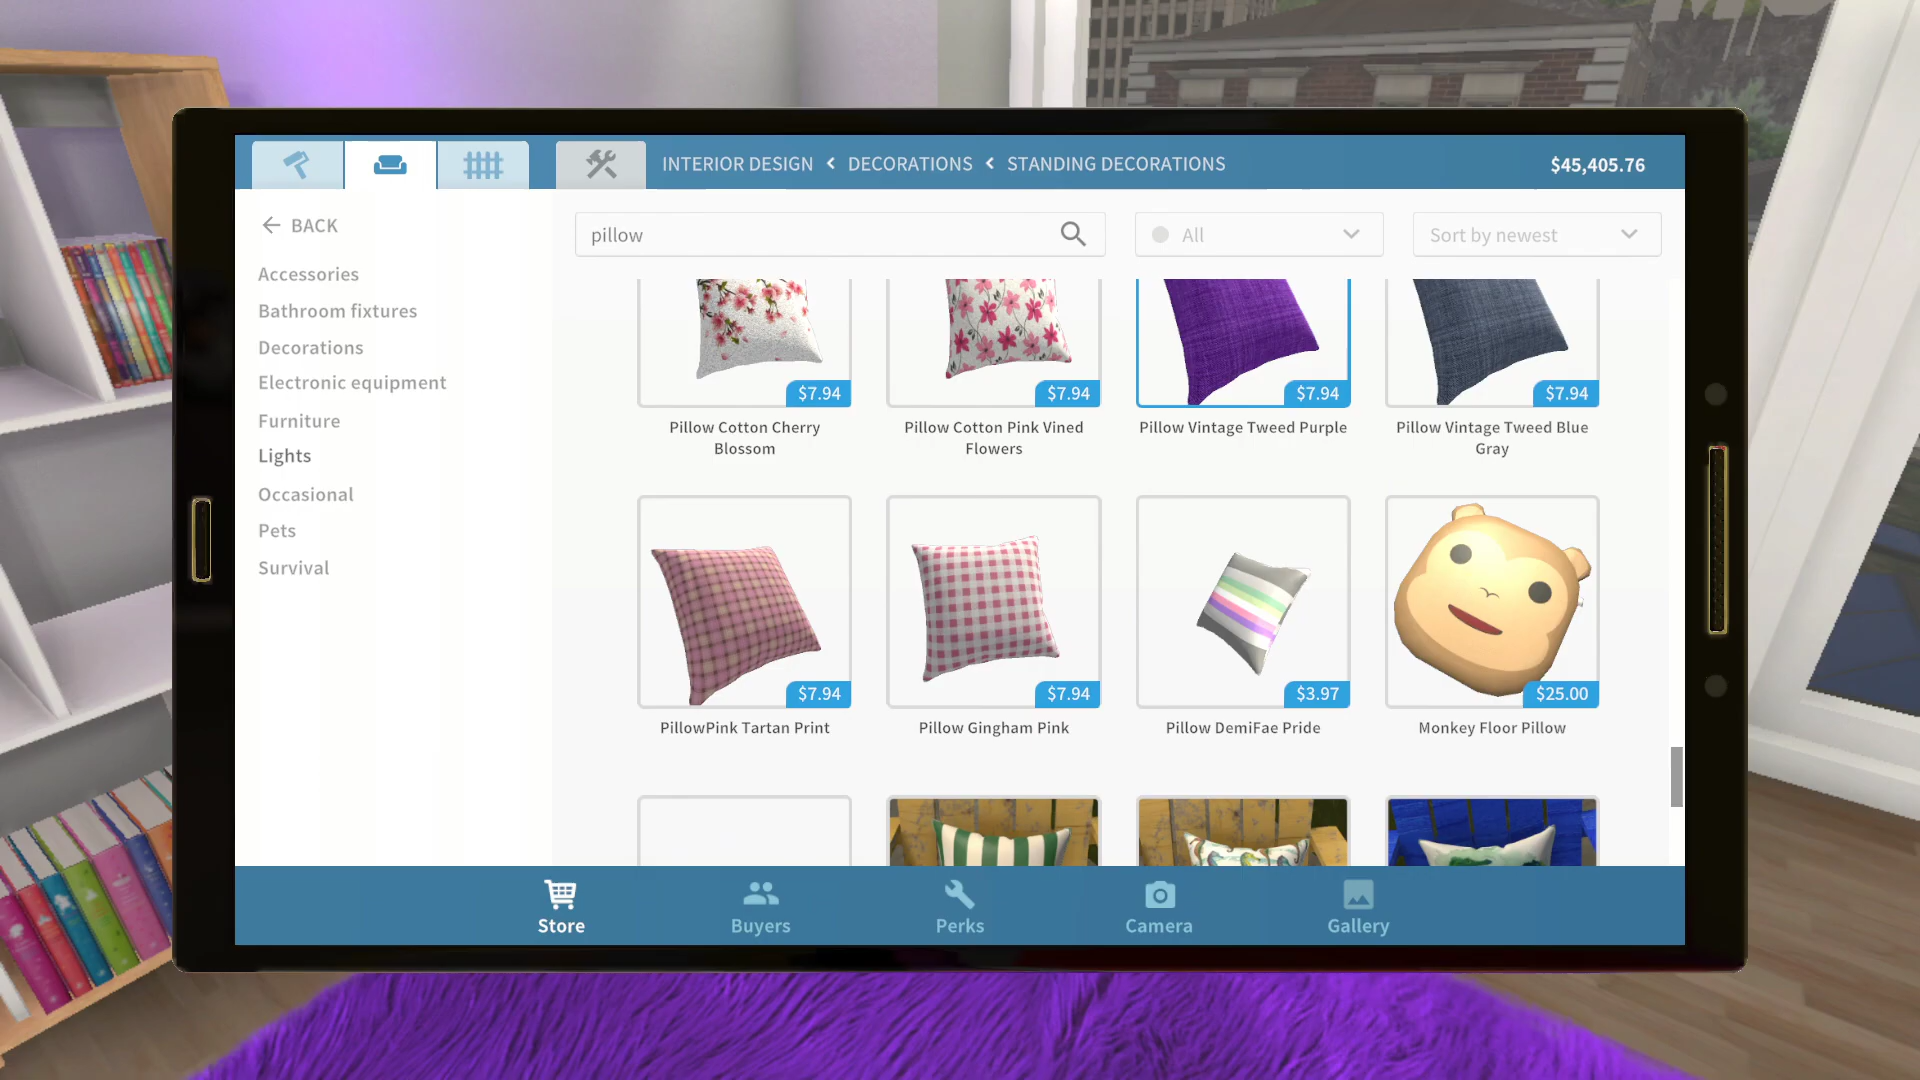 INTERIOR DESIGN < DECORATIONS < STANDING DECORATIONS
$45,405.76
BACK
Accessories
Bathroom fixtures
Decorations
Electronic equipment
Furniture
Lights
Occasional
Pets
Survival
pillow
All
Sort by newest
$7.94
$7.94
$7.94
$7.94
Pillow Cotton Cherry
Blossom
Pillow Cotton Pink Vined
Flowers
Pillow Vintage Tweed Purple
Pillow Vintage Tweed Blue
Gray
$7.94
$7.94
$3.97
$25.00
PillowPink Tartan Print
Pillow Gingham Pink
Pillow DemiFae Pride
Monkey Floor Pillow
Store
Buyers
Perks
Camera
Gallery